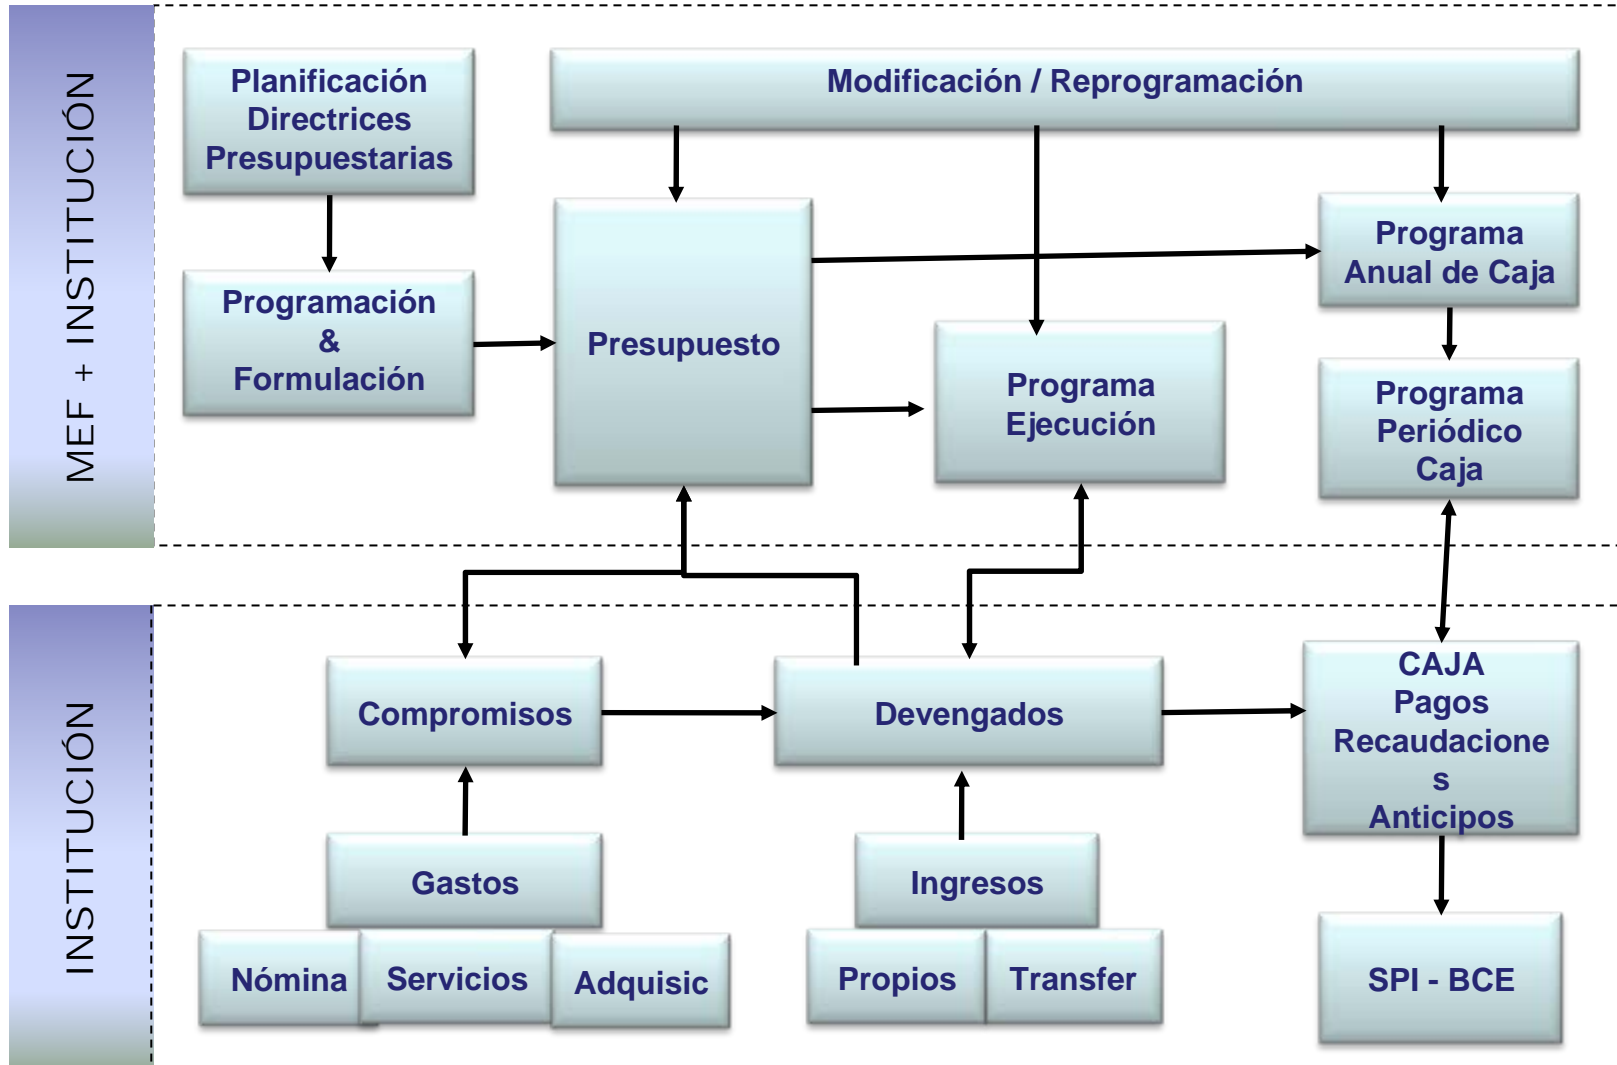 MEF + INSTITUCIÓN
Planificación
Directrices
Presupuestarias
Modificación / Reprogramación
Programación
&
Formulación
Presupuesto
Programa
Ejecución
Programa
Anual de Caja
Programa
Periódico
Caja
INSTITUCIÓN
Compromisos
Devengados
CAJA
Pagos
Recaudacione
s
Anticipos
Gastos
Ingresos
Nómina
Servicios
Adquisic
Propios
Transfer
SPI - BCE